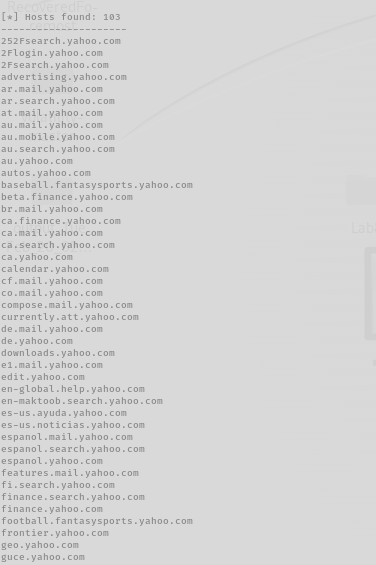 RecoveredFo-
[*] Hosts found: 103
---------------------
252Fsearch.yahoo.com
2Flogin.yahoo.com
2Fsearch.yahoo.com
advertising.yahoo.com
ar.mail.yahoo.com
ar.search.yahoo.com
at.mail.yahoo.com
au.mail.yahoo.com
au.mobile.yahoo.com
au.search.yahoo.com
au.yahoo.com
autos.yahoo.com
baseball.fantasysports.yahoo.com
beta.finance.yahoo.com
br.mail.yahoo.com
ca.finance.yahoo.com
ca.mail.yahoo.com
ca.search.yahoo.com
ca.yahoo.com
calendar.yahoo.com
cf.mail.yahoo.com
co.mail.yahoo.com
compose.mail.yahoo.com
currently.att.yahoo.com
de.mail.yahoo.com
de.yahoo.com
downloads.yahoo.com
e1.mail.yahoo.com
edit.yahoo.com
en-global.help.yahoo.com
en-maktoob.search.yahoo.com
es-us.ayuda.yahoo.com
es-us.noticias.yahoo.com
espanol.mail.yahoo.com
espanol.search.yahoo.com
espanol.yahoo.com
features.mail.yahoo.com
fi.search.yahoo.com
finance.search.yahoo.com
finance.yahoo.com
football.fantasysports.yahoo.com
frontier.yahoo.com
geo.yahoo.com
guce.yahoo.com